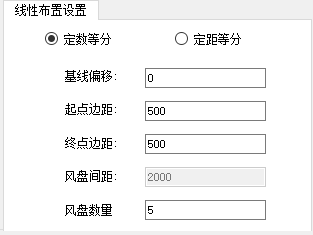 线性布置设置
定数等分 定距等分
基线偏移: 0
起点边距: 500
终点边距: 500
风盘间距: 2000
风盘数量 5